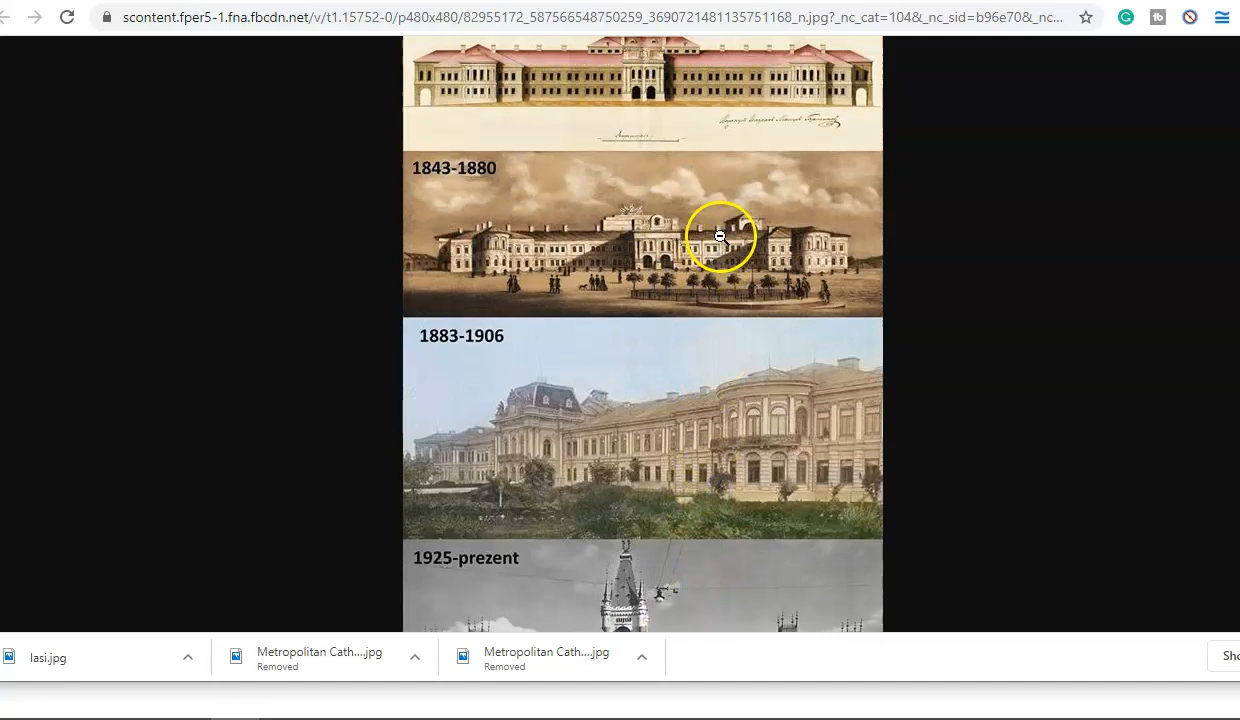 scontent.fper5-1.fna.fbcdn.net/v/t1.15752-0/p480x480/82955172_587566548750259_3690721481135751168_n.jpg?_nc_cat=104&_nc_sid=b96e70&_nc...
1843-1880
1883-1906
1925-prezent
Iasi.jpg
Metropolitan Cath....jpg
Removed
Metropolitan Cath....jpg
Removed
Sho